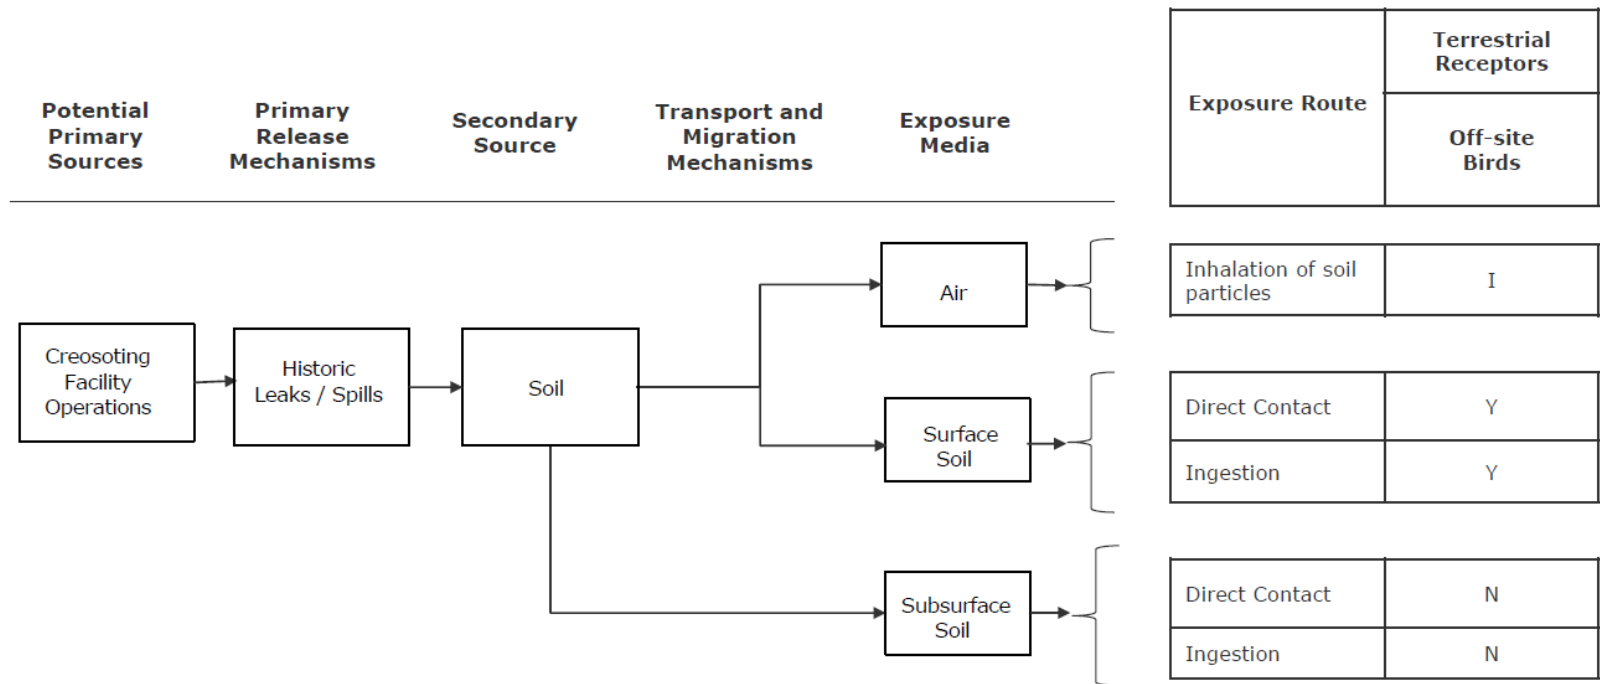 Potential
Primary
Sources
Primary
Release
Mechanisms
Secondary
Source
Transport and
Migration
Mechanisms
Exposure
Media
Exposure Route
Terrestrial
Receptors
Off-site
Birds
Creosoting
Facility
Operations
Historic
Leaks / Spills
Soil
Air
Inhalation of soil
particles
I
Surface
Soil
Direct Contact
Y
Ingestion
Y
Subsurface
Soil
Direct Contact
N
Ingestion
N